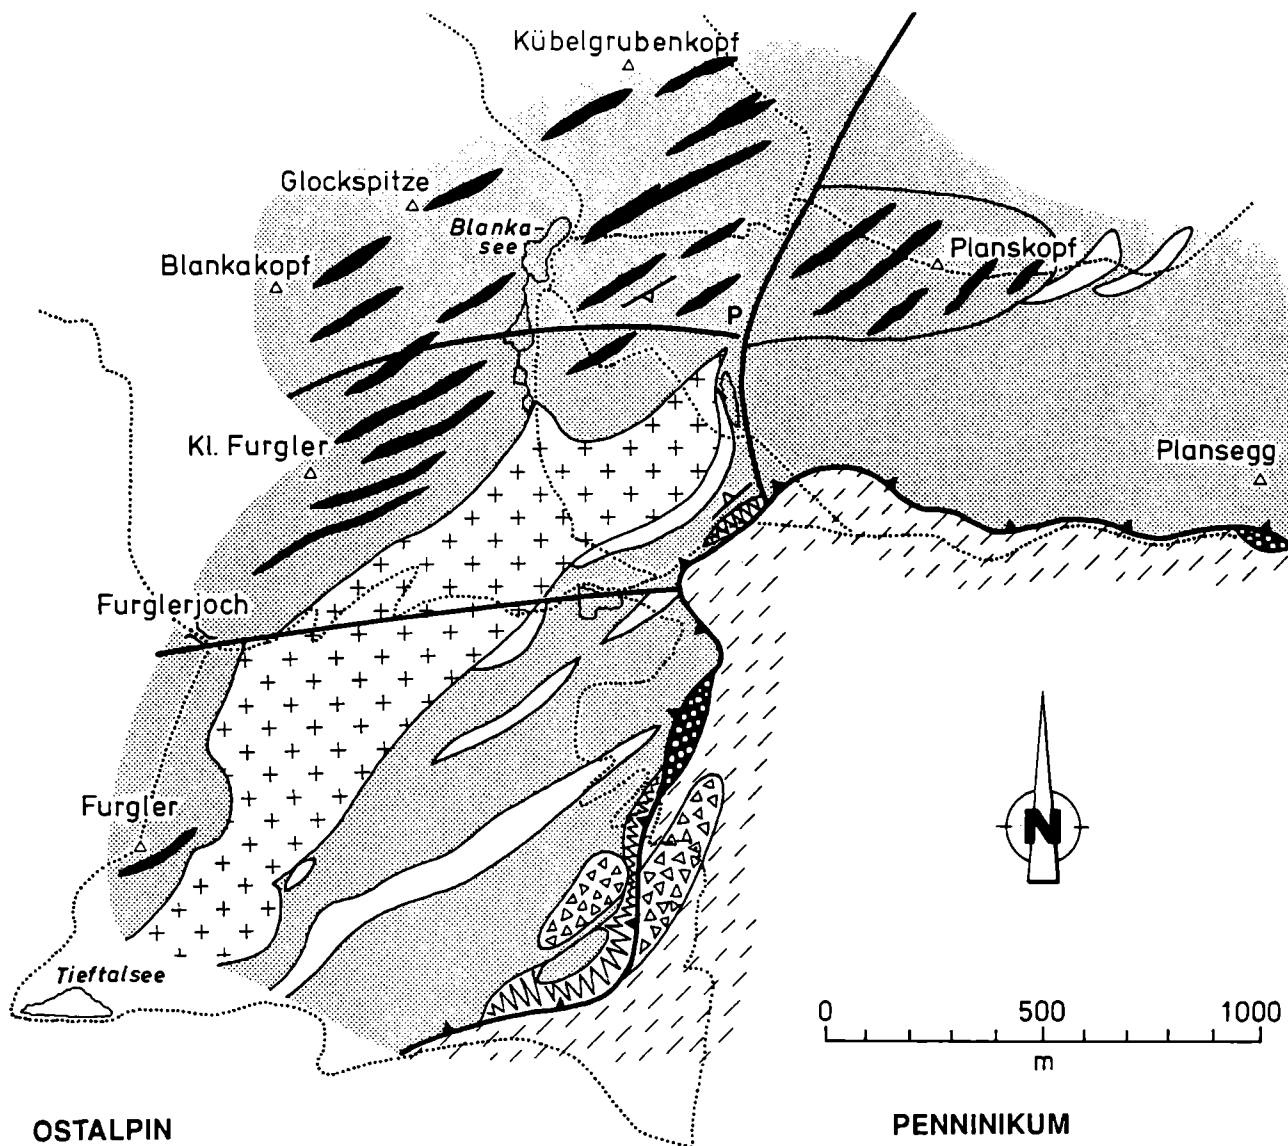 Kübelgrubenkopf
Glockspitze
Blanka-
see
Blankakopf
Planskopf
P
Kl. Furgler
Plansegg
Furglerjoch
Furgler
N
Tieftalsee
0 500 1000
m
OSTALPIN PENNINIKUM